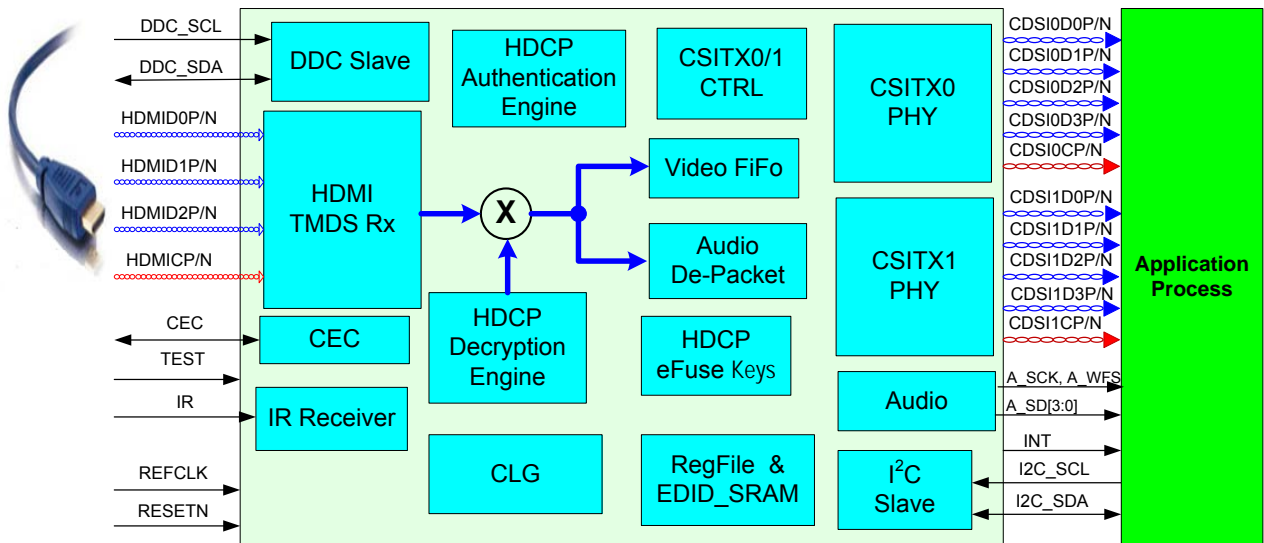 DDC_SCL
DDC_SDA
HDMID0P/N
HDMID1P/N
HDMID2P/N
HDMICP/N
CEC
TEST
IR
REFCLK
RESETN
DDC Slave
HDMI
TMDS Rx
CEC
IR Receiver
HDCP
Authentication
Engine
X
HDCP
Decryption
Engine
CLG
CSITX0/1
CTRL
Video FiFo
Audio
De-Packet
HDCP
eFuse Keys
RegFile &
EDID_SRAM
CSITX0
PHY
CSITX1
PHY
Audio
I²C
Slave
CDSI0D0P/N
CDSI0D1P/N
CDSI0D2P/N
CDSI0D3P/N
CDSI0CP/N
CDSI1D0P/N
CDSI1D1P/N
CDSI1D2P/N
CDSI1D3P/N
CDSI1CP/N
A_SCK, A_WFS
A_SD[3:0]
INT
I2C_SCL
I2C_SDA
Application
Process